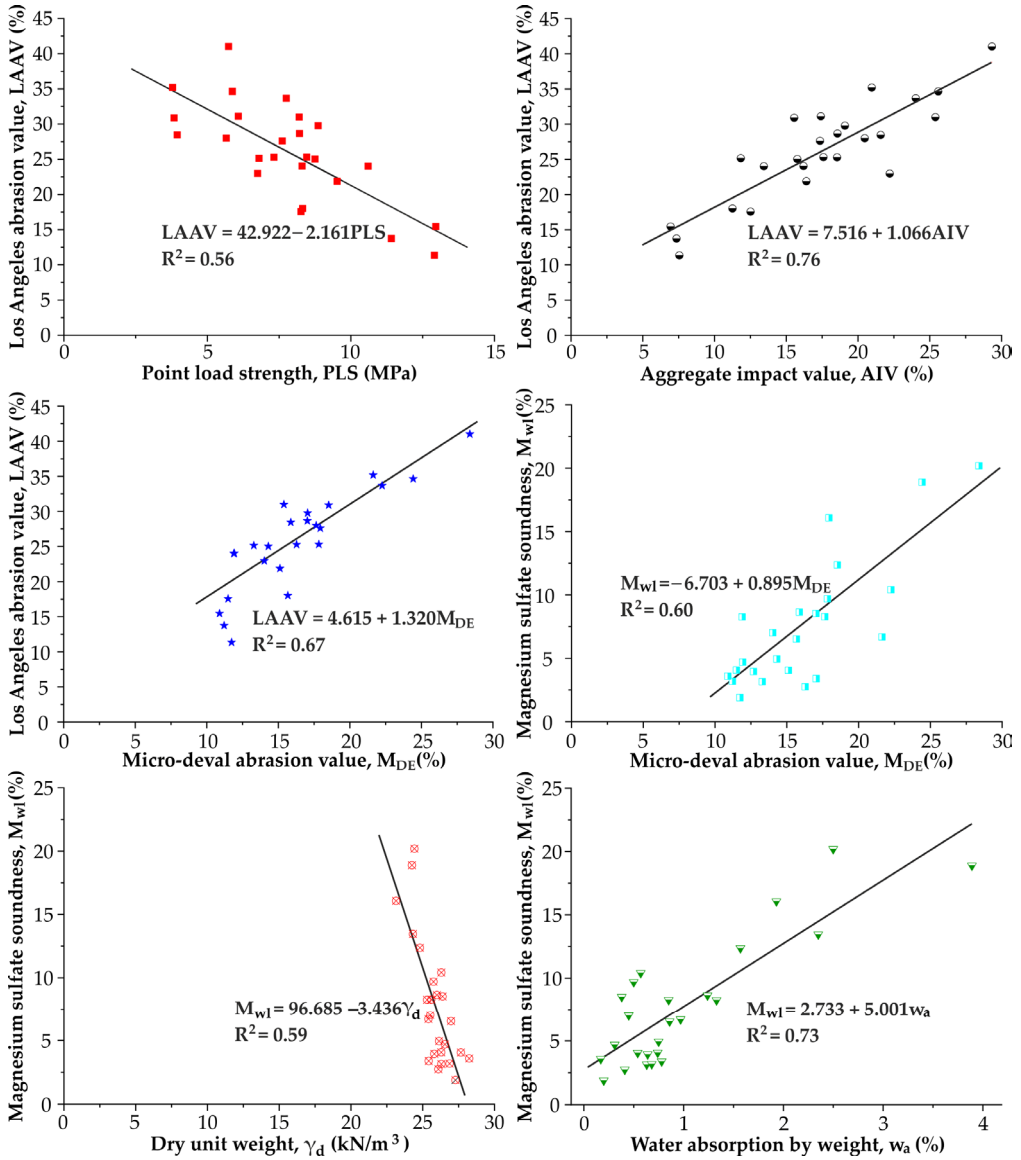 Los Angeles abrasion value, LAAV (%)
45
40
35
30
25
20
15
10
5
0
LAAV = 42.922−2.161PLS
R² = 0.56
0 5 10 15
Point load strength, PLS (MPa)
Los Angeles abrasion value, LAAV (%)
45
40
35
30
25
20
15
10
5
0
LAAV = 7.516 + 1.066AIV
R² = 0.76
0 5 10 15 20 25 30
Aggregate impact value, AIV (%)
Los Angeles abrasion value, LAAV (%)
45
40
35
30
25
20
15
10
5
0
LAAV = 4.615 + 1.320M_DE
R² = 0.67
0 5 10 15 20 25 30
Micro-deval abrasion value, M_DE(%)
Magnesium sulfate soundness, M_wl(%)
25
20
15
10
5
0
M_wl=−6.703 + 0.895M_DE
R² = 0.60
0 5 10 15 20 25 30
Micro-deval abrasion value, M_DE(%)
Magnesium sulfate soundness, M_wl(%)
25
20
15
10
5
0
M_wl= 96.685 −3.436γ_d
R² = 0.59
0 5 10 15 20 25 30
Dry unit weight, γ_d (kN/m³)
Magnesium sulfate soundness, M_wl(%)
25
20
15
10
5
0
M_wl= 2.733 + 5.001w_a
R² = 0.73
0 1 2 3 4
Water absorption by weight, w_a (%)